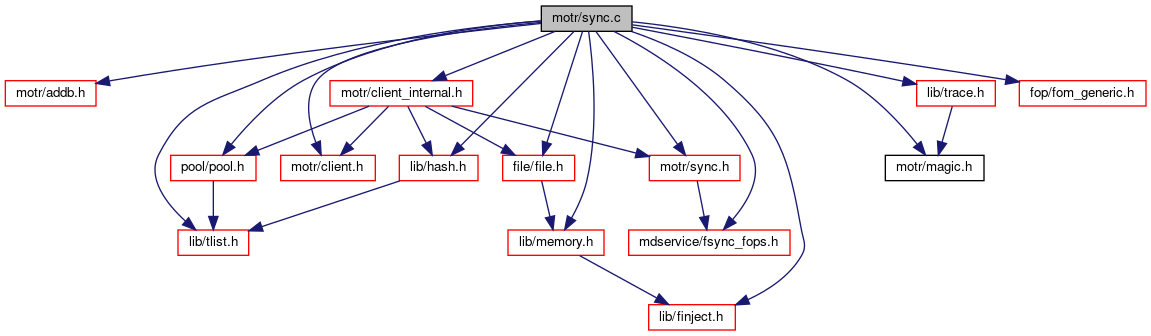 motr/sync.c
motr/addb.h
motr/client_internal.h
lib/trace.h
fop/fom_generic.h
pool/pool.h
motr/client.h
lib/hash.h
file/file.h
motr/sync.h
motr/magic.h
lib/tlist.h
lib/memory.h
mdservice/fsync_fops.h
lib/finject.h